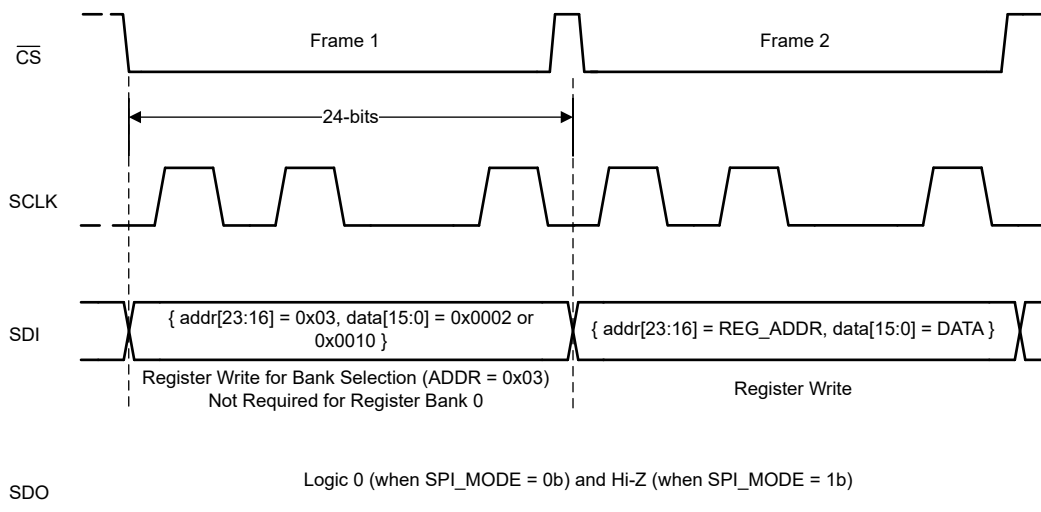 CS
Frame 1
Frame 2
24-bits
SCLK
SDI
{ addr[23:16] = 0x03, data[15:0] = 0x0002 or
0x0010 }
{ addr[23:16] = REG_ADDR, data[15:0] = DATA }
Register Write for Bank Selection (ADDR = 0x03)
Not Required for Register Bank 0
Register Write
SDO
Logic 0 (when SPI_MODE = 0b) and Hi-Z (when SPI_MODE = 1b)